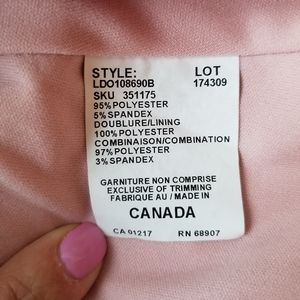 STYLE: LOT
LDO108690B 174309
SKU 351175
95%POLYESTER
5%SPANDEX
DOUBLURE/LINING
100%POLYESTER
COMBINAISON/COMBINATION
97%POLYESTER
3%SPANDEX
GARNITURE NON COMPRISE
EXCLUSIVE OF TRIMMING
FABRIQUE AU / MADE IN
CANADA
CA 01217 RN 68907